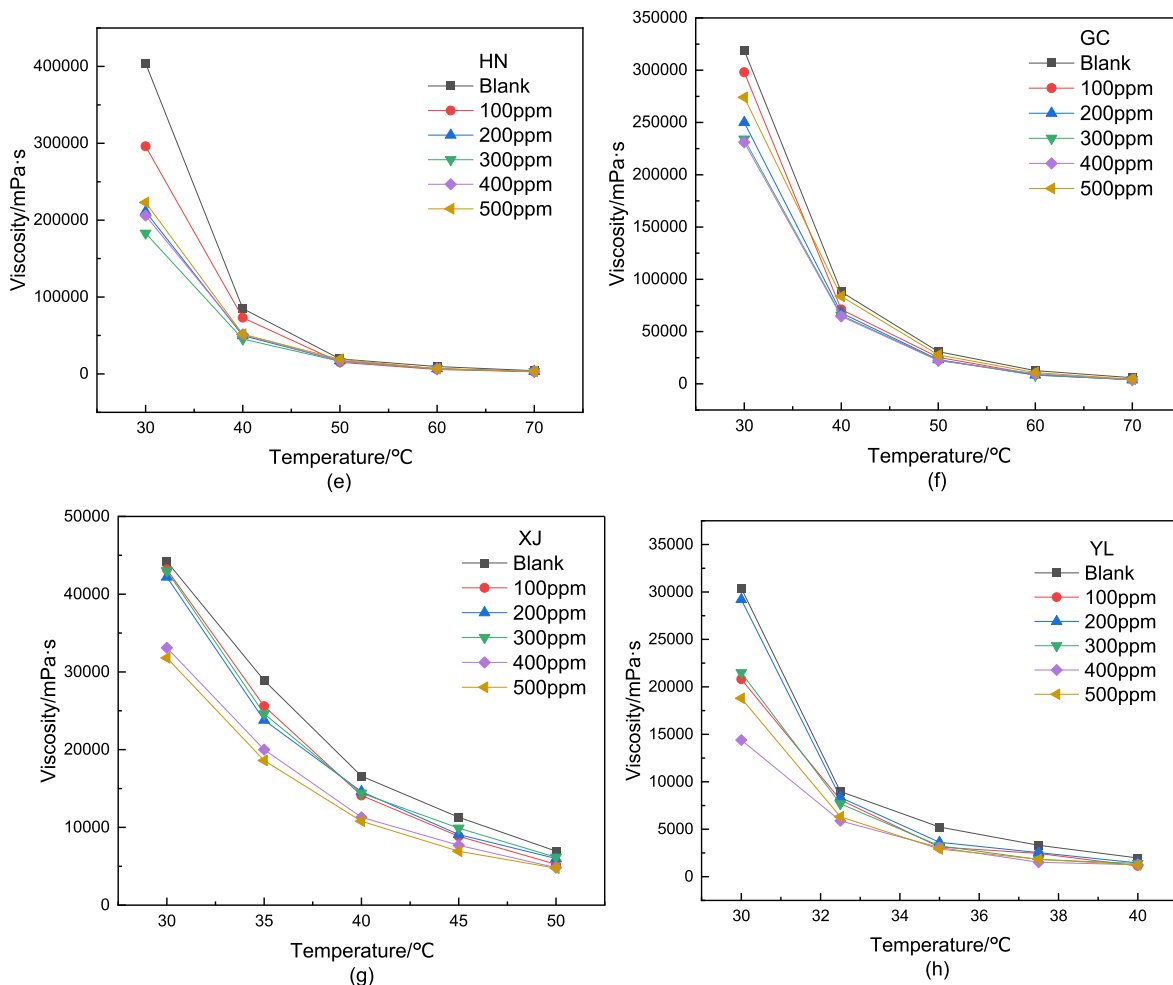 HN
Blank
100ppm
200ppm
300ppm
400ppm
500ppm
400000
300000
200000
100000
0
Viscosity/mPa·s
30 40 50 60 70
Temperature/℃
(e)
GC
Blank
100ppm
200ppm
300ppm
400ppm
500ppm
350000
300000
250000
200000
150000
100000
50000
0
Viscosity/mPa·s
30 40 50 60 70
Temperature/℃
(f)
XJ
Blank
100ppm
200ppm
300ppm
400ppm
500ppm
50000
40000
30000
20000
10000
0
Viscosity/mPa·s
30 35 40 45 50
Temperature/℃
(g)
YL
Blank
100ppm
200ppm
300ppm
400ppm
500ppm
35000
30000
25000
20000
15000
10000
5000
0
Viscosity/mPa·s
30 32 34 36 38 40
Temperature/℃
(h)